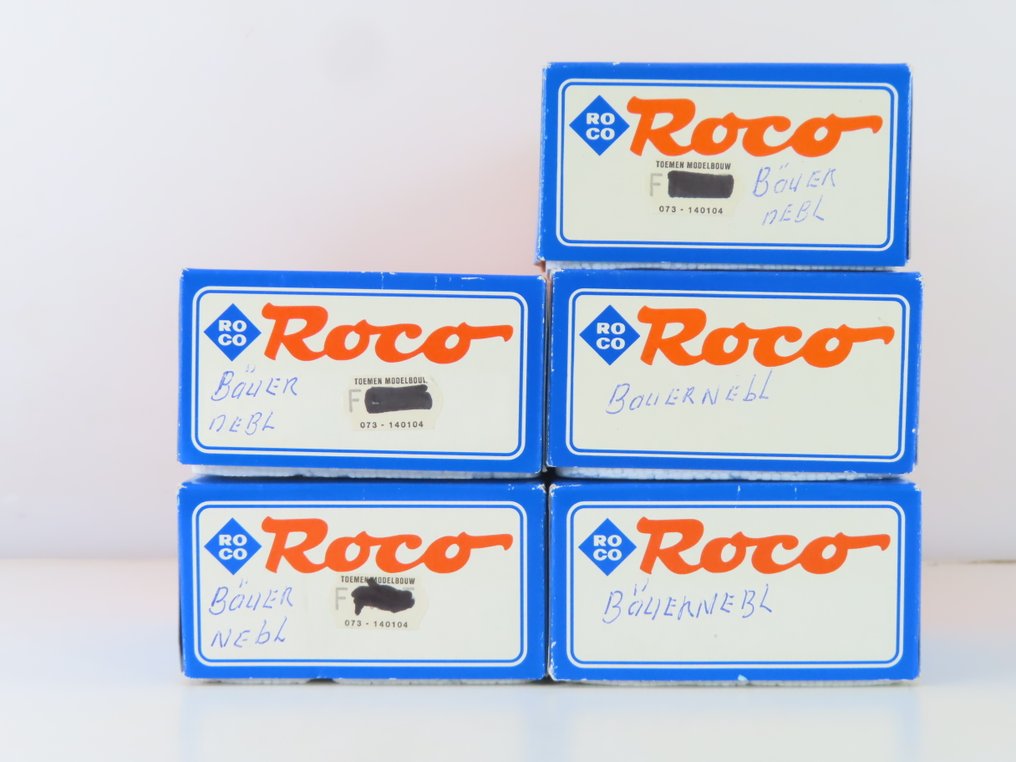 RO
CO
Roco
TOEMEN MODELBOUW
F
073 - 140104
Bäuer
NEBL
RO
CO
Roco
Bäuer
NEBL
TOEMEN MODELBOUW
F
073 - 140104
RO
CO
Roco
BauerNebL
RO
CO
Roco
Bäuer
NEbL
TOEMEN MODELBOUW
F
073 - 140104
RO
CO
Roco
BäuerNEBL